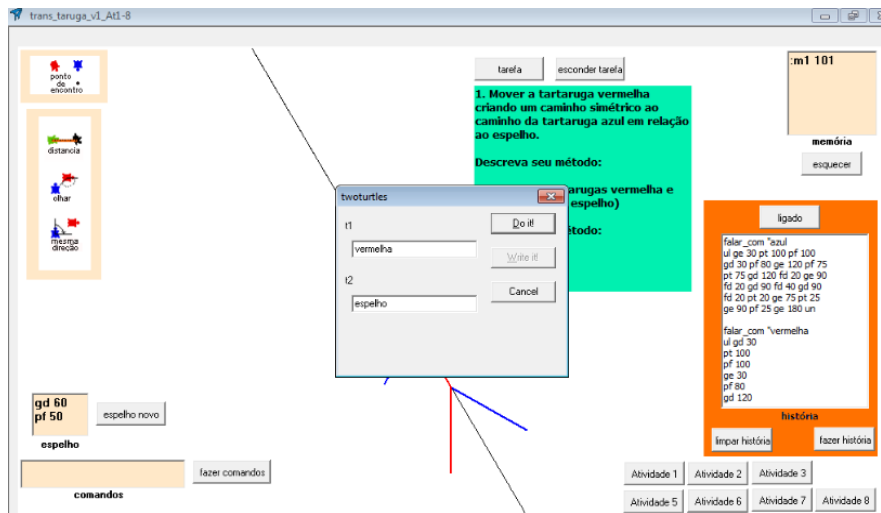 trans_taruga_v1_At1-8
ponto
de
encontro
distancia
olhar
mesma
direção
tarefa
esconder tarefa
1. Mover a tartaruga vermelha
criando um caminho simétrico ao
caminho da tartaruga azul em relação
ao espelho.
Descreva seu método:
arugas vermelha e
espelho)
étodo:
:m1 101
memória
esquecer
twoturtles
t1
vermelha
t2
espelho
Do it!
Write it!
Cancel
ligado
falar_com "azul
ul ge 30 pt 100 pf 100
gd 30 pf 80 ge 120 pf 75
pt 75 gd 120 fd 20 ge 90
fd 20 gd 90 fd 40 gd 90
fd 20 pt 20 ge 75 pt 25
ge 90 pf 25 ge 180 un
falar_com "vermelha
ul gd 30
pt 100
pf 100
ge 30
pf 80
gd 120
história
limpar história
fazer história
gd 60
pf 50
espelho novo
espelho
fazer comandos
comandos
Atividade 1
Atividade 2
Atividade 3
Atividade 5
Atividade 6
Atividade 7
Atividade 8